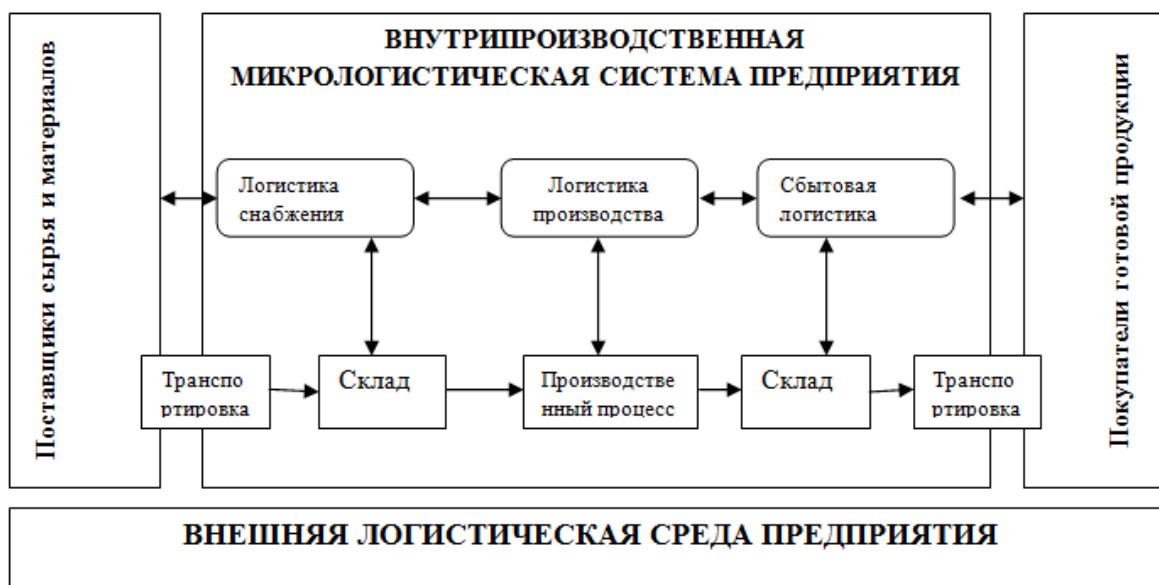 ВНУТРИПРОИЗВОДСТВЕННАЯ
МИКРОЛОГИСТИЧЕСКАЯ СИСТЕМА ПРЕДПРИЯТИЯ
Поставщики сырья и материалов
Логистика
снабжения
Логистика
производства
Сбытовая
логистика
Покупатели готовой продукции
Транспо
ртировка
Склад
Производстве
нный процесс
Склад
Транспо
ртировка
ВНЕШНЯЯ ЛОГИСТИЧЕСКАЯ СРЕДА ПРЕДПРИЯТИЯ